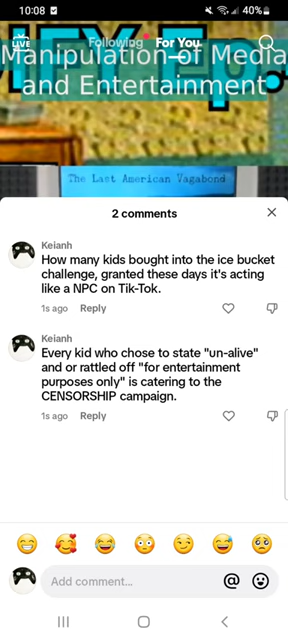 10:08
40%
LIVE
Following
For You
Manipulation of Media
and Entertainment
The Last American Vagabond
2 comments
Keianh
How many kids bought into the ice bucket
challenge, granted these days it's acting
like a NPC on Tik-Tok.
1s ago Reply
Keianh
Every kid who chose to state "un-alive"
and or rattled off "for entertainment
purposes only" is catering to the
CENSORSHIP campaign.
1s ago Reply
Add comment...